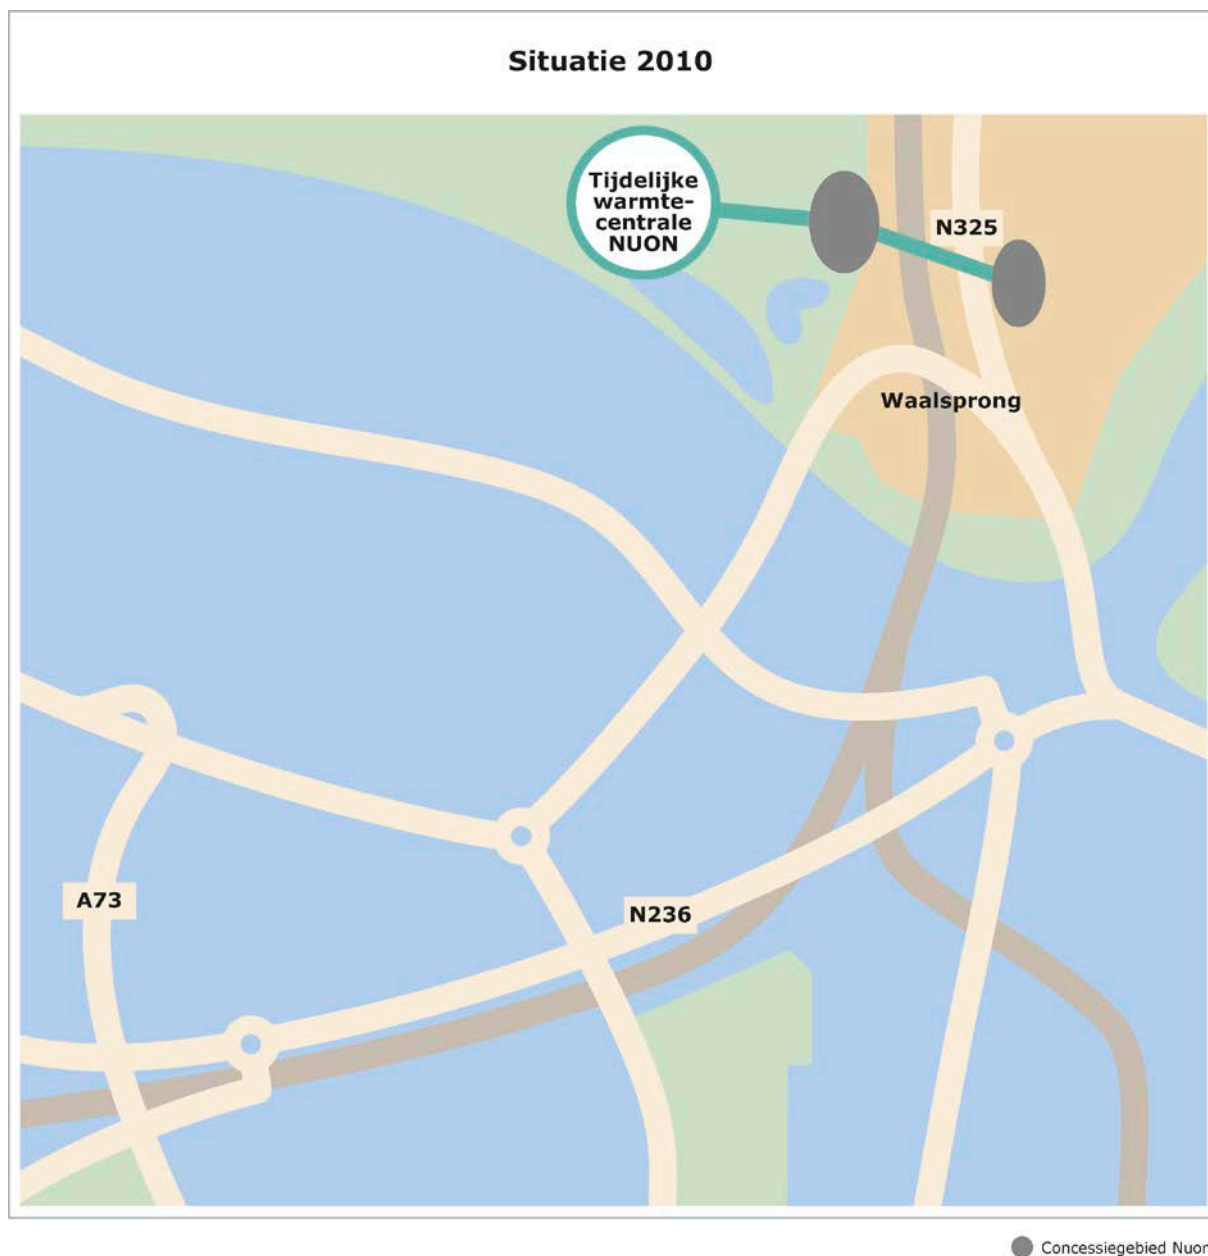 Situatie 2010
Tijdelijke
warmte-
centrale
NUON
N325
Waalsprong
A73
N236
Concessiegebied Nuon